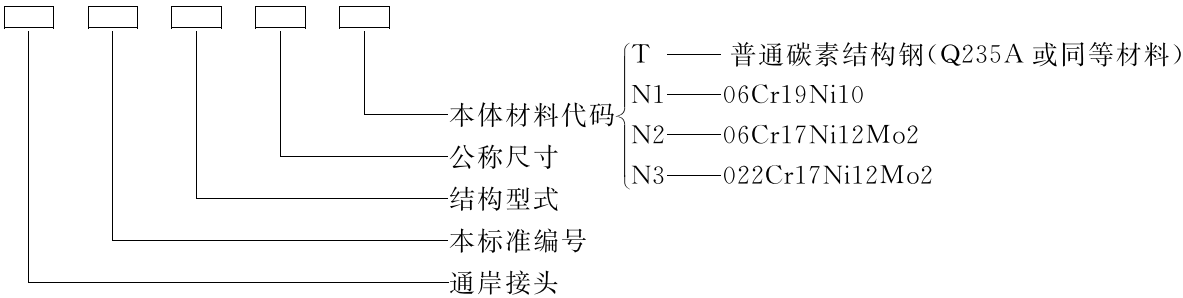 T —— 普通碳素结构钢(Q235A 或同等材料)
N1——06Cr19Ni10
本体材料代码
N2——06Cr17Ni12Mo2
公称尺寸
N3——022Cr17Ni12Mo2
结构型式
本标准编号
通岸接头